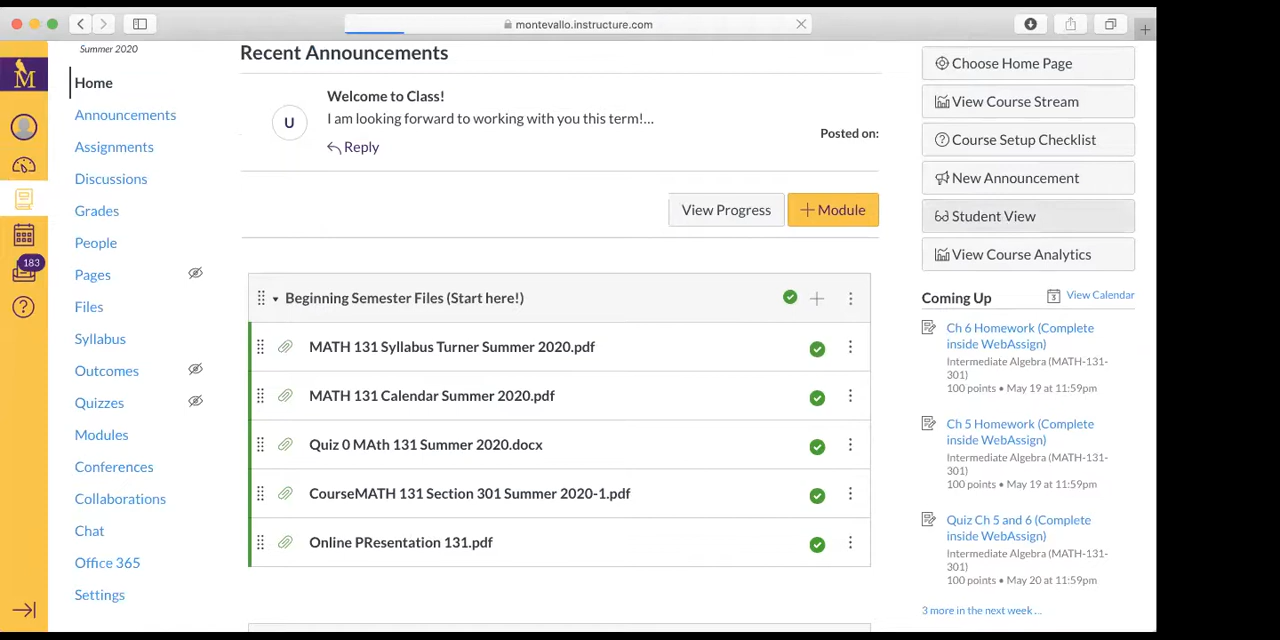 montevallo.instructure.com
Summer 2020
M
183
Home
Announcements
Assignments
Discussions
Grades
People
Pages
Files
Syllabus
Outcomes
Quizzes
Modules
Conferences
Collaborations
Chat
Office 365
Settings
Recent Announcements
U
Welcome to Class!
I am looking forward to working with you this term!...
Reply
Posted on:
View Progress
+ Module
Beginning Semester Files (Start here!)
MATH 131 Syllabus Turner Summer 2020.pdf
MATH 131 Calendar Summer 2020.pdf
Quiz 0 MAth 131 Summer 2020.docx
CourseMATH 131 Section 301 Summer 2020-1.pdf
Online PResentation 131.pdf
Choose Home Page
View Course Stream
Course Setup Checklist
New Announcement
Student View
View Course Analytics
Coming Up
3
View Calendar
Ch 6 Homework (Complete
inside WebAssign)
Intermediate Algebra (MATH-131-
301)
100 points • May 19 at 11:59pm
Ch 5 Homework (Complete
inside WebAssign)
Intermediate Algebra (MATH-131-
301)
100 points • May 19 at 11:59pm
Quiz Ch 5 and 6 (Complete
inside WebAssign)
Intermediate Algebra (MATH-131-
301)
100 points • May 20 at 11:59pm
3 more in the next week ...